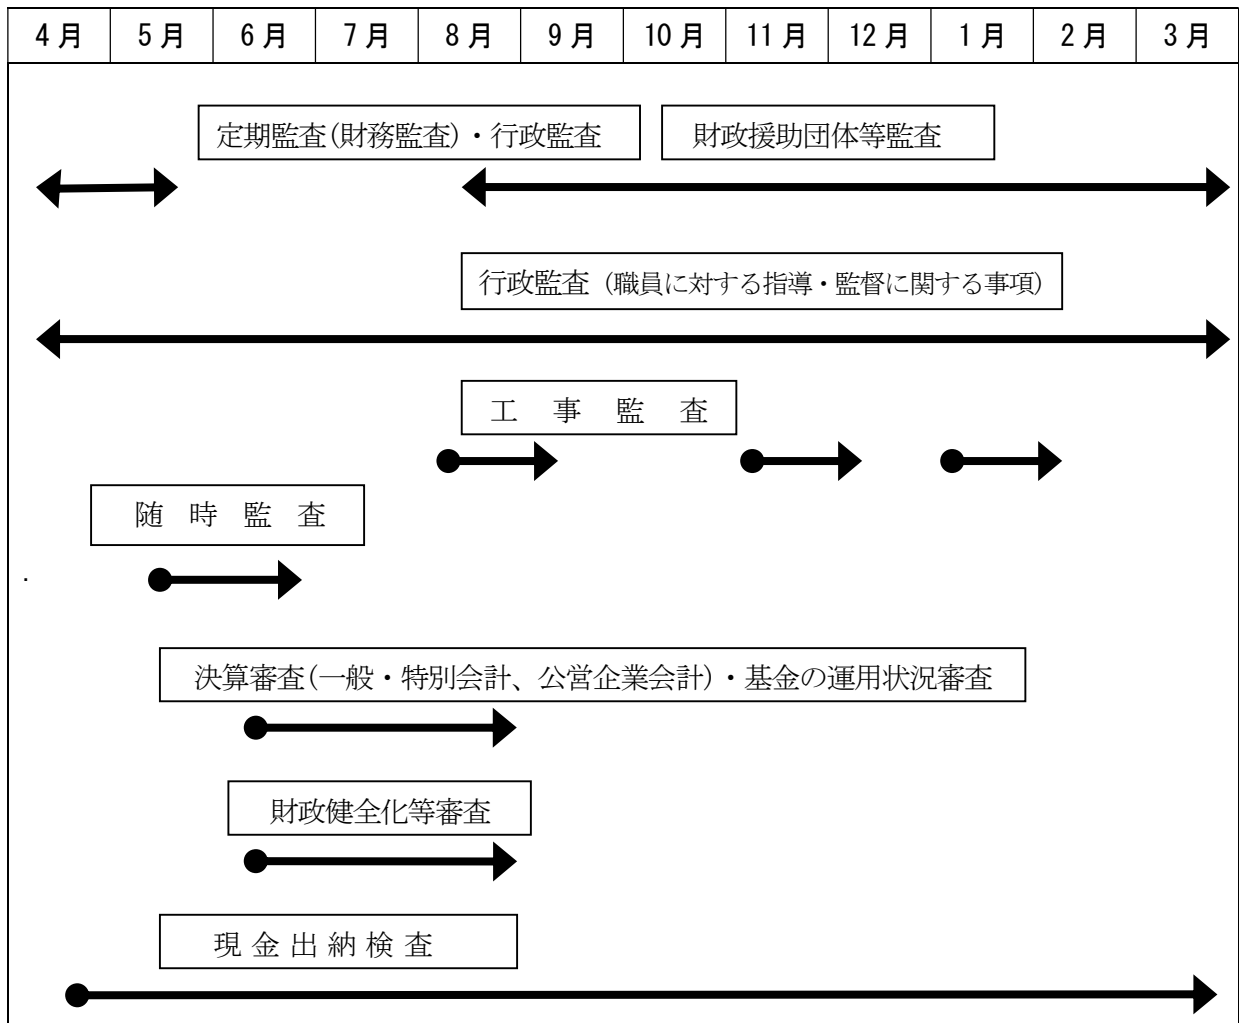 4月 5月 6月 7月 8月 9月 10月 11月 12月 1月 2月 3月
定期監査(財務監査)・行政監査
財政援助団体等監査
行政監査（職員に対する指導・監督に関する事項）
工事監査
随時監査
決算審査(一般・特別会計、公営企業会計)・基金の運用状況審査
財政健全化等審査
現金出納検査